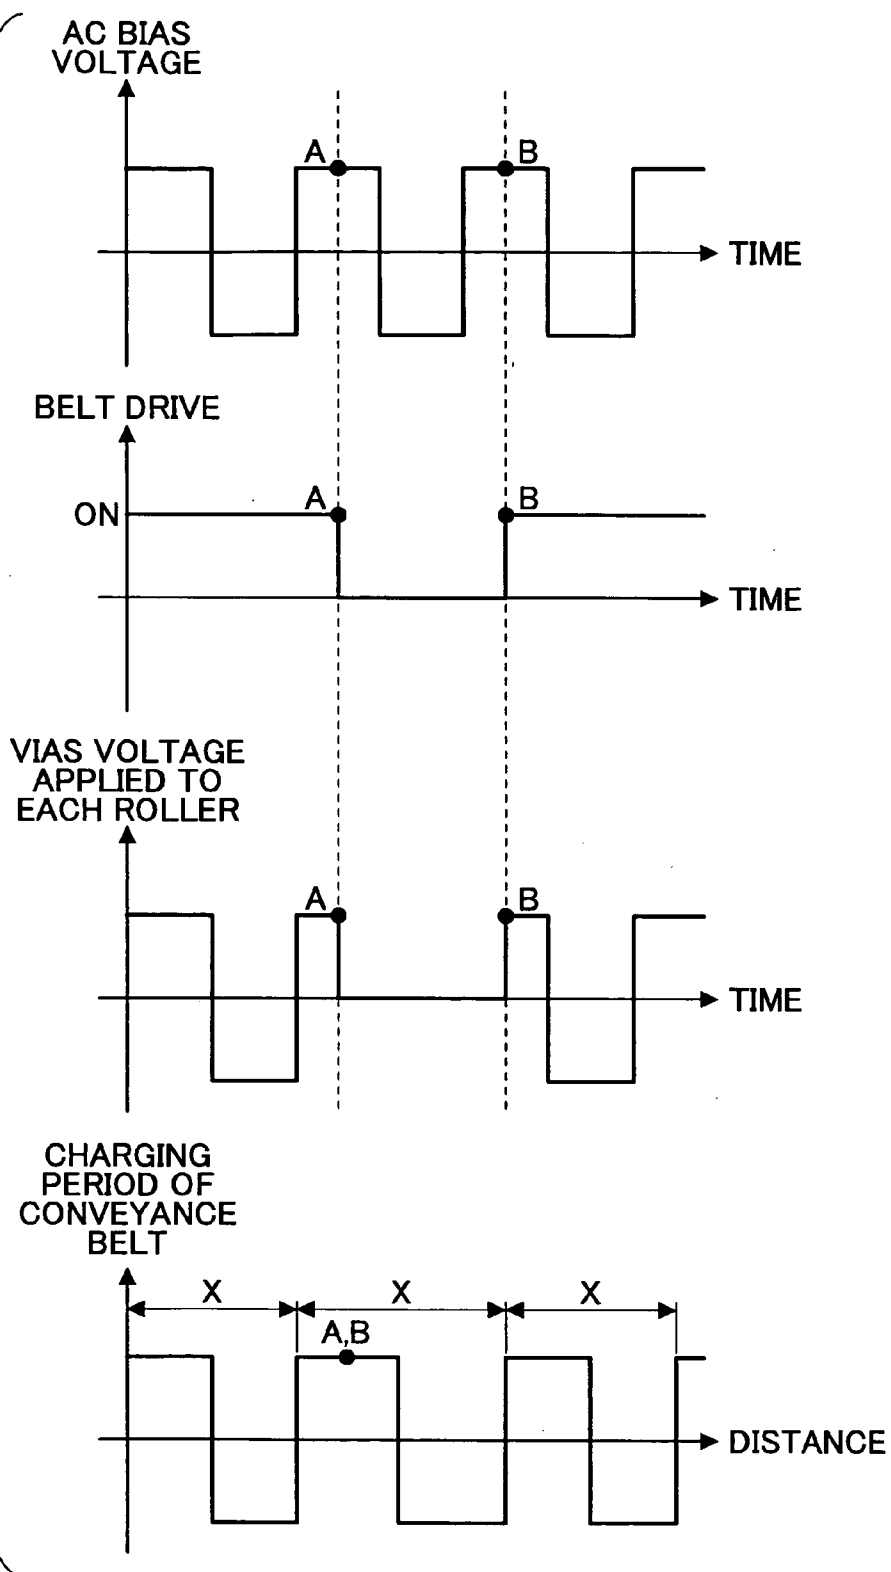 AC BIAS
VOLTAGE
A
B
TIME
BELT DRIVE
ON
A
B
TIME
VIAS VOLTAGE
APPLIED TO
EACH ROLLER
A
B
TIME
CHARGING
PERIOD OF
CONVEYANCE
BELT
X
X
X
A,B
DISTANCE